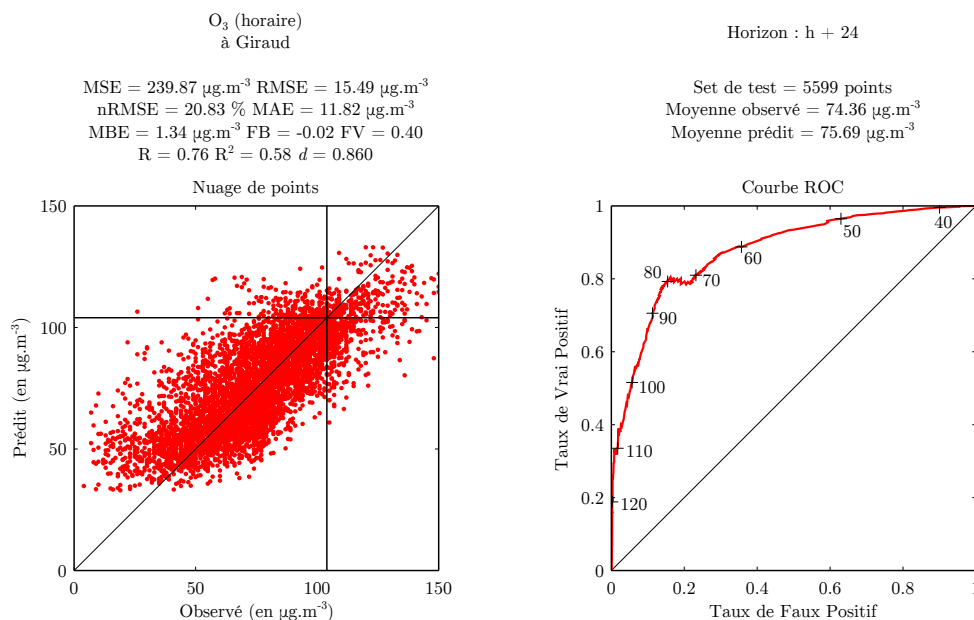 O₃ (horaire)
à Giraud
MSE = 239.87 µg.m⁻³ RMSE = 15.49 µg.m⁻³
nRMSE = 20.83 % MAE = 11.82 µg.m⁻³
MBE = 1.34 µg.m⁻³ FB = -0.02 FV = 0.40
R = 0.76 R² = 0.58 d = 0.860
Nuage de points
150
100
50
0
0 50 100 150
Prédit (en µg.m⁻³)
Observé (en µg.m⁻³)
Horizon : h + 24
Set de test = 5599 points
Moyenne observé = 74.36 µg.m⁻³
Moyenne prédit = 75.69 µg.m⁻³
Courbe ROC
1
0.8
0.6
0.4
0.2
0
0.2 0.4 0.6 0.8 1
Taux de Vrai Positif
Taux de Faux Positif
40
50
60
70
80
90
100
110
120